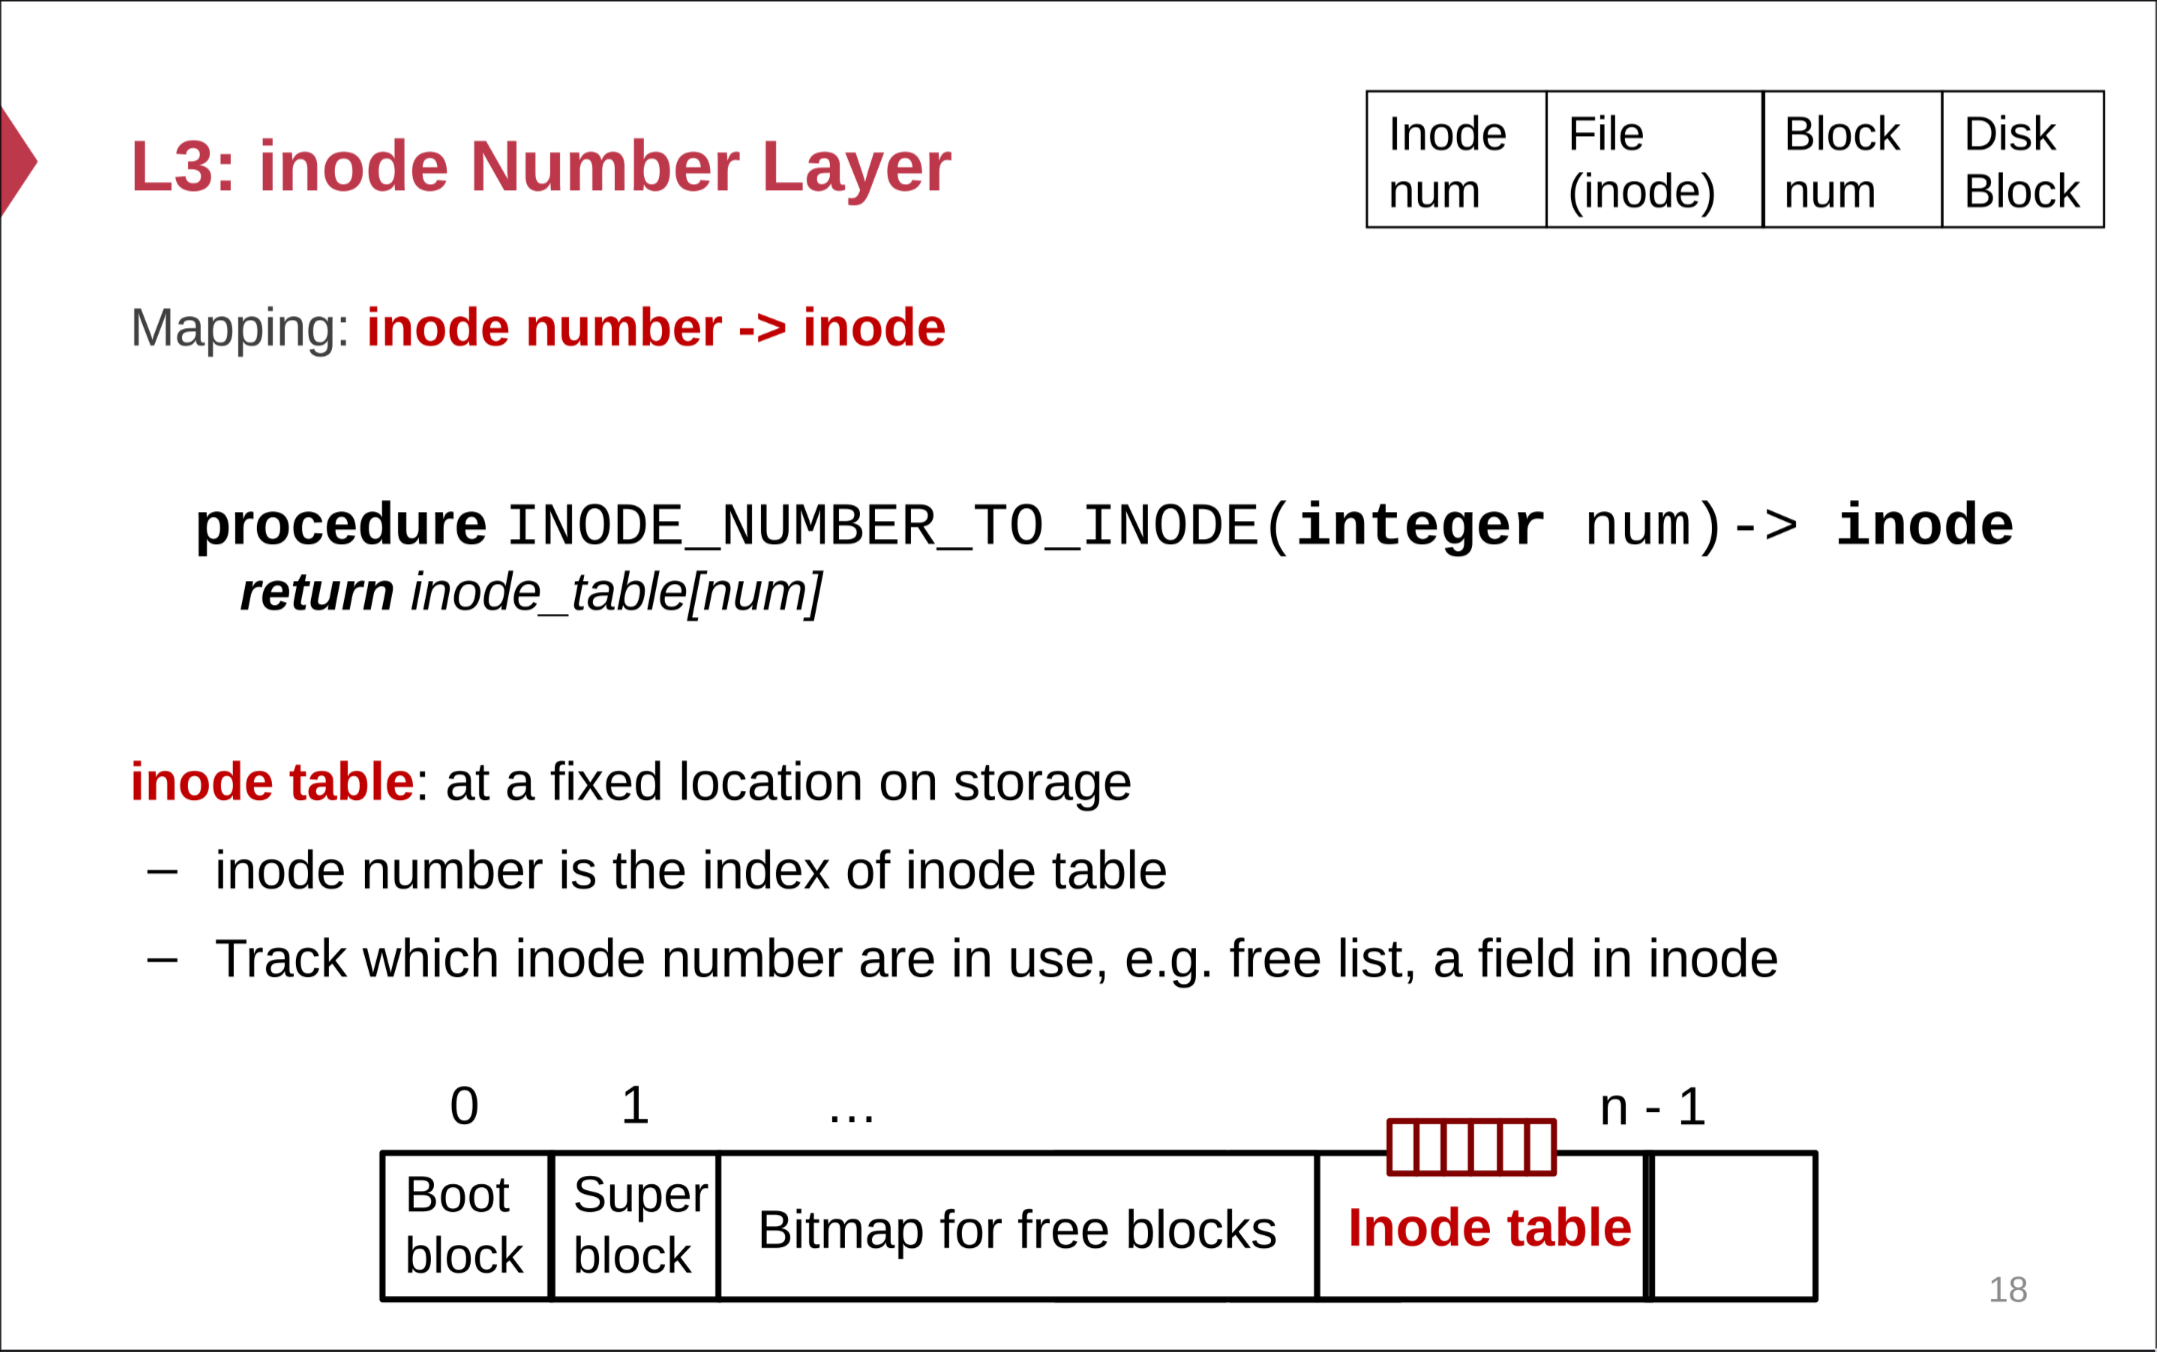 L3: inode Number Layer
Inode num
File (inode)
Block num
Disk Block
Mapping: inode number -> inode
procedure INODE_NUMBER_TO_INODE(integer num)-> inode
return inode_table[num]
inode table: at a fixed location on storage
– inode number is the index of inode table
– Track which inode number are in use, e.g. free list, a field in inode
0 1 … n - 1
Boot block
Super block
Bitmap for free blocks
Inode table
18